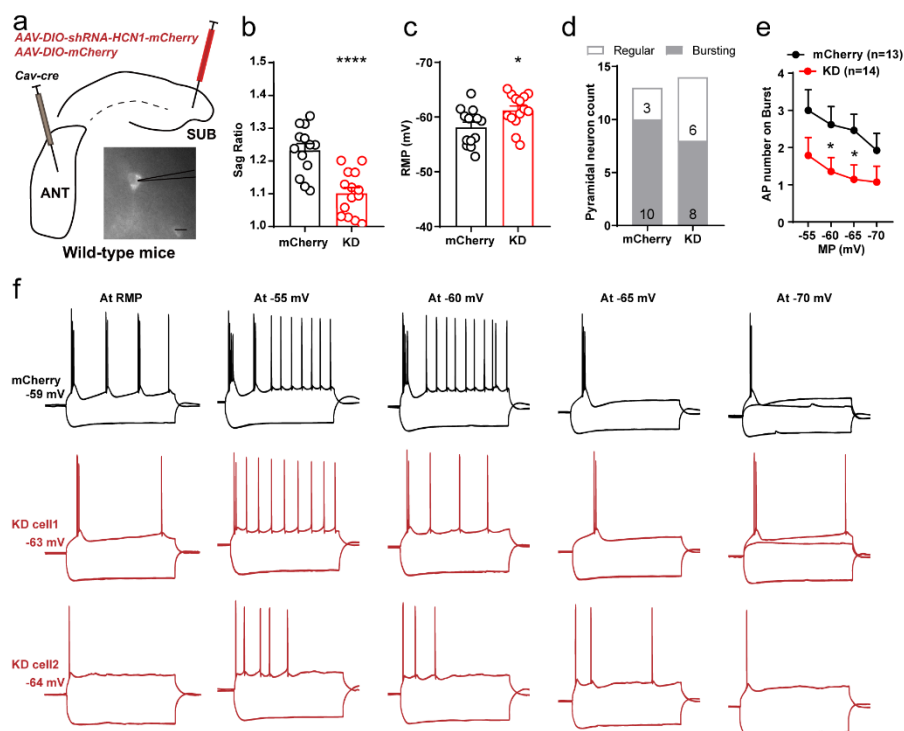 a
AAV-DIO-shRNA-HCN1-mCherry
AAV-DIO-mCherry
Cav-cre
SUB
ANT
Wild-type mice
b
****
Sag Ratio
1.4
1.3
1.2
1.1
1.0
mCherry KD
c
*
RMP (mV)
-70
-60
-50
-40
mCherry KD
d
Regular Bursting
Pyramidal neuron count
15
10
5
0
3
6
10
8
mCherry KD
e
mCherry (n=13)
KD (n=14)
AP number on Burst
4
3
2
1
0
* *
-55 -60 -65 -70
MP (mV)
f
At RMP At -55 mV At -60 mV At -65 mV At -70 mV
mCherry
-59 mV
KD cell1
-63 mV
KD cell2
-64 mV